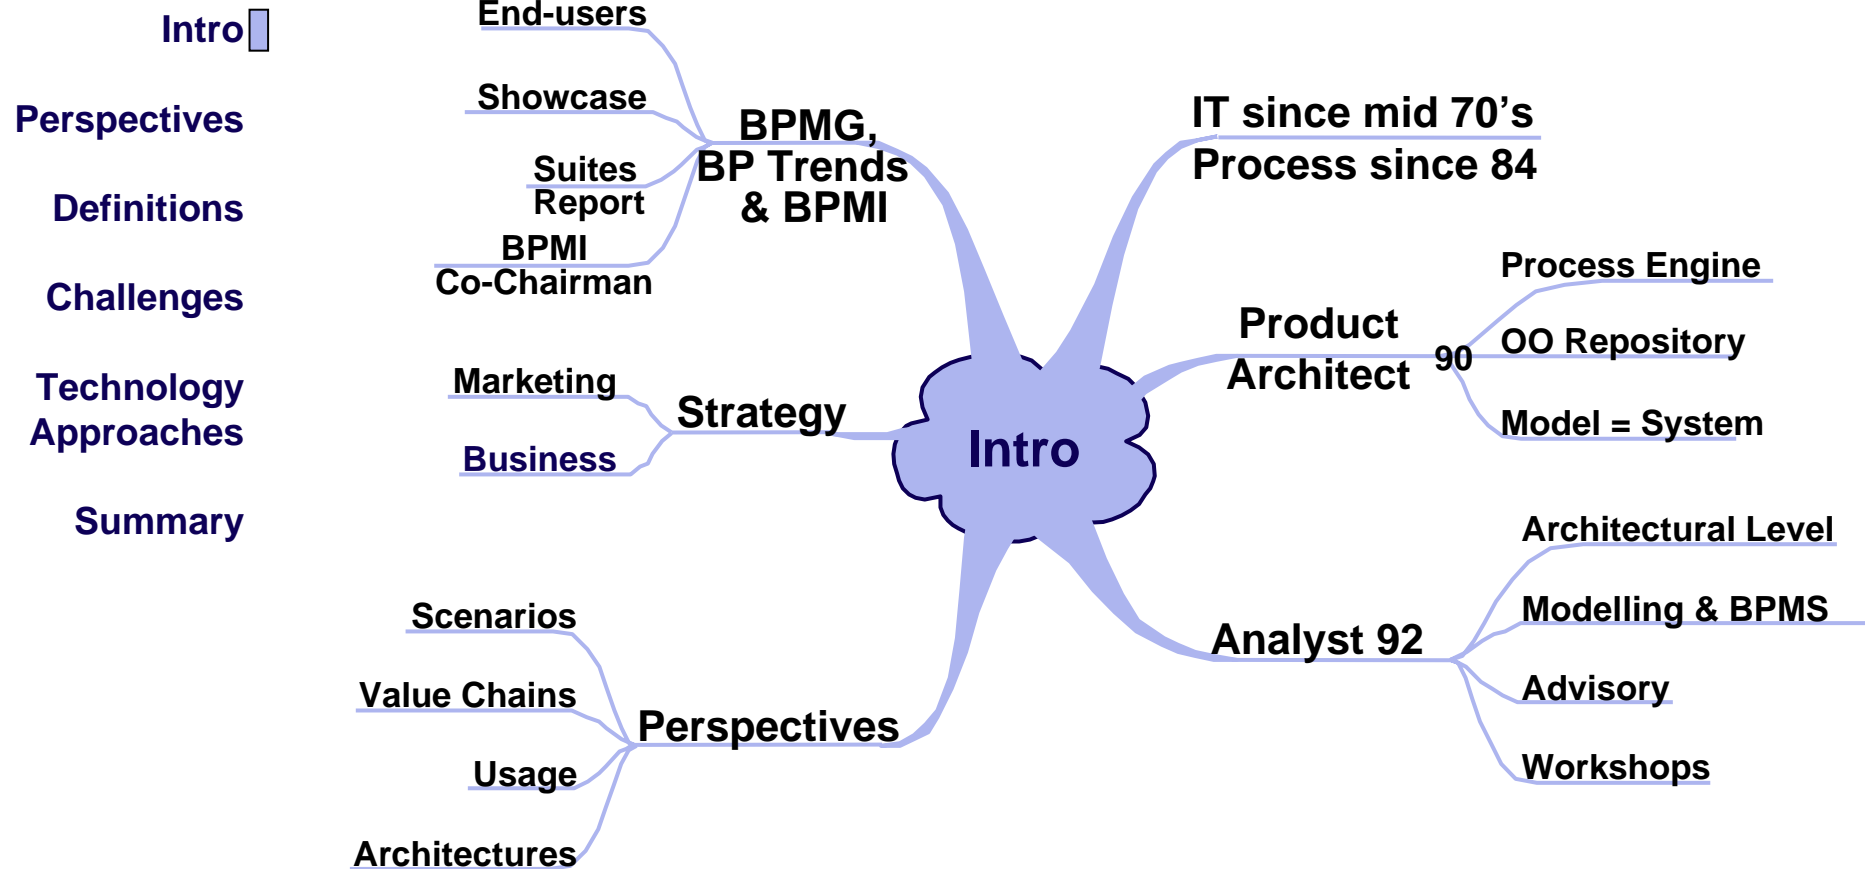 Intro
Perspectives
Definitions
Challenges
Technology
Approaches
Summary
End-users
Showcase
Suites
Report
BPMI
Co-Chairman
BPMG,
BP Trends
& BPMI
Marketing
Business
Strategy
Scenarios
Value Chains
Usage
Architectures
Perspectives
Intro
IT since mid 70’s
Process since 84
Product
Architect
90
Process Engine
OO Repository
Model = System
Analyst 92
Architectural Level
Modelling & BPMS
Advisory
Workshops